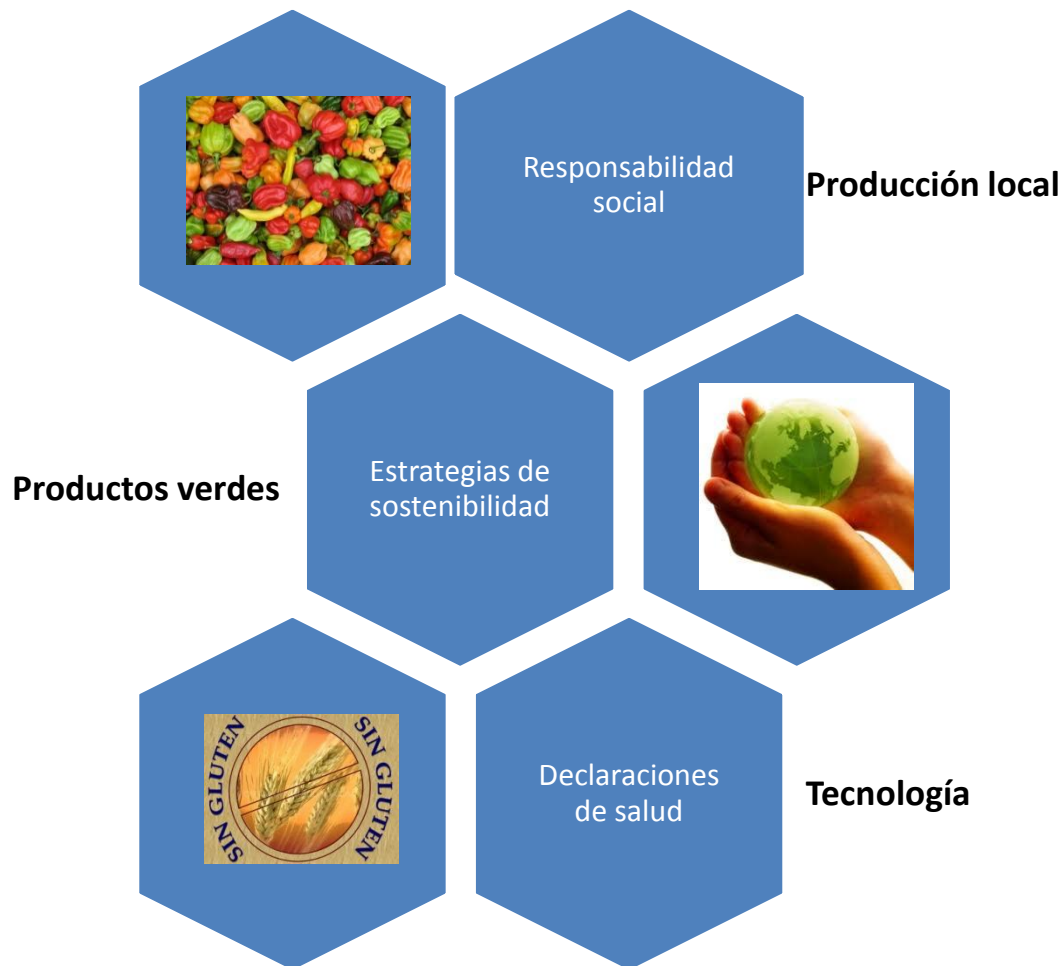 Responsabilidad
social
Producción local
Productos verdes
Estrategias de
sostenibilidad
SIN GLUTEN
SIN GLUTEN
Declaraciones
de salud
Tecnología